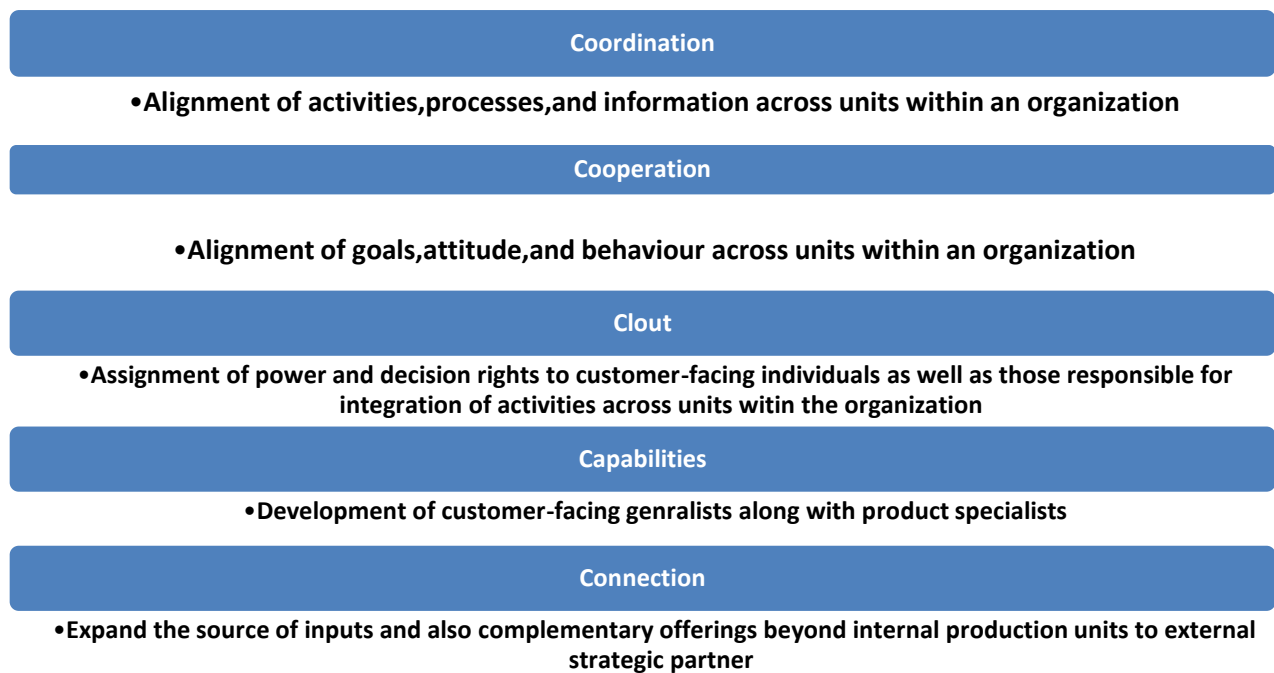 Coordination
•Alignment of activities,processes,and information across units within an organization
Cooperation
•Alignment of goals,attitude,and behaviour across units within an organization
Clout
•Assignment of power and decision rights to customer-facing individuals as well as those responsible for
integration of activities across units witin the organization
Capabilities
•Development of customer-facing genralists along with product specialists
Connection
•Expand the source of inputs and also complementary offerings beyond internal production units to external
strategic partner